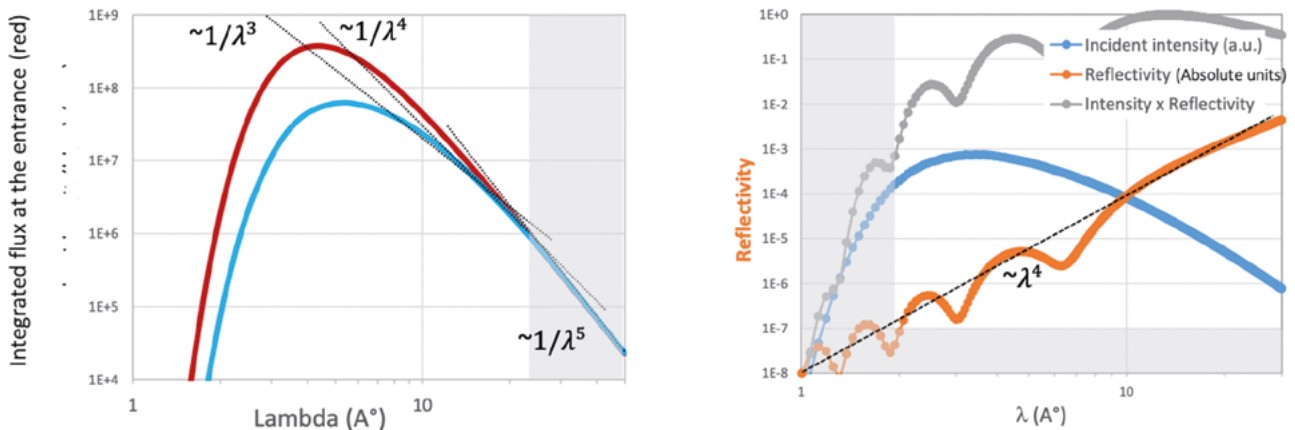 Integrated flux at the entrance (red)
1E+9
1E+8
1E+7
1E+6
1E+5
1E+4
1
10
Lambda (A°)
~1/λ³
~1/λ⁴
~1/λ⁵
Reflectivity
1E+0
1E-1
1E-2
1E-3
1E-4
1E-5
1E-6
1E-7
1E-8
1
10
λ (A°)
Incident intensity (a.u.)
Reflectivity (Absolute units)
Intensity x Reflectivity
~λ⁴